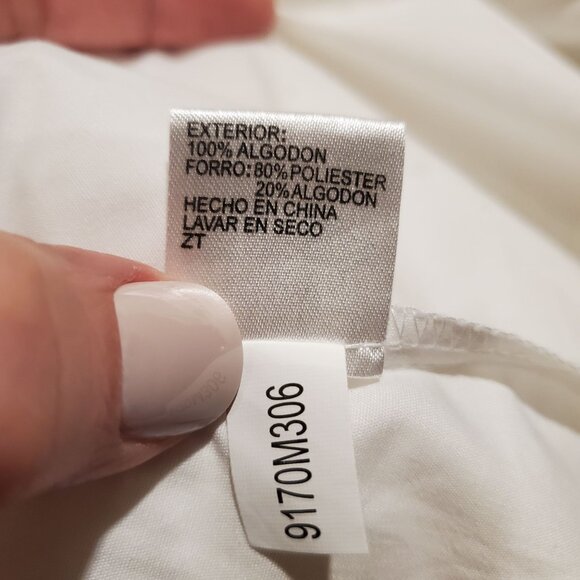 EXTERIOR:
100% ALGODON
FORRO: 80% POLIESTER
20% ALGODON
HECHO EN CHINA
LAVAR EN SECO
ZT
9170M306